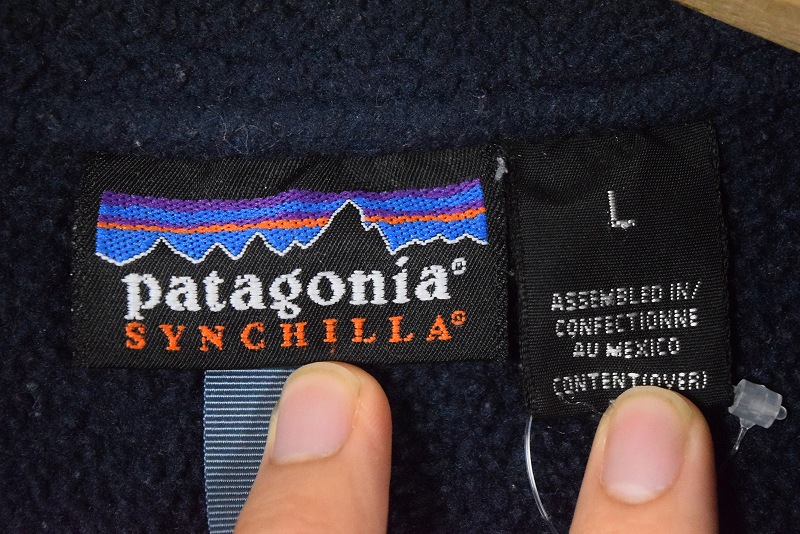 patagonia®
SYNCHILLA®
L
ASSEMBLED IN/
CONFECTIONNE
AU MEXICO
CONTENT(OVER)